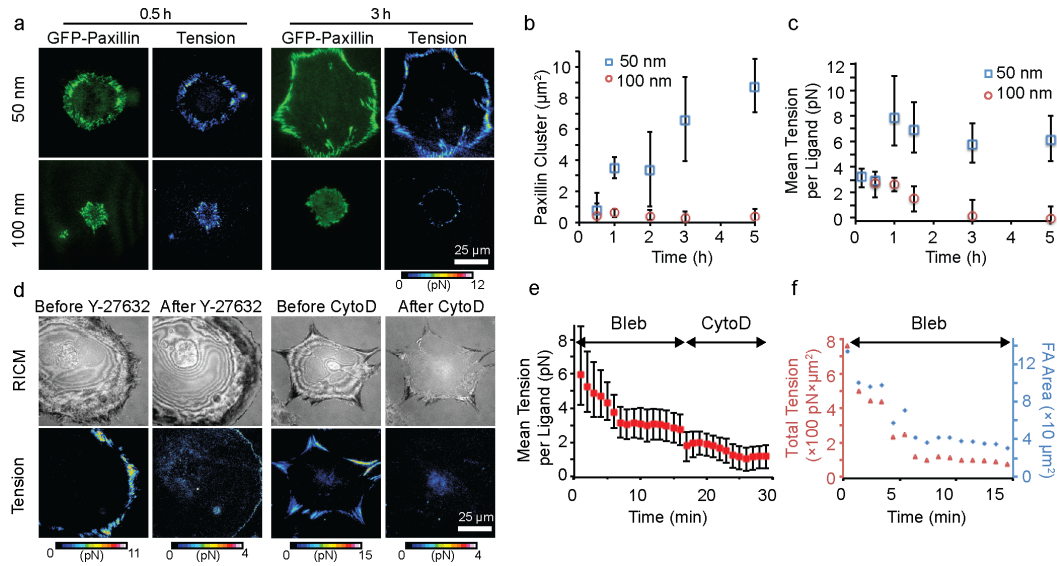 a
0.5 h
3 h
GFP-Paxillin
Tension
GFP-Paxillin
Tension
50 nm
100 nm
25 µm
0 (pN) 12
b
Paxillin Cluster (µm²)
10
8
6
4
2
0
50 nm
100 nm
0 1 2 3 4 5
Time (h)
c
Mean Tension
per Ligand (pN)
12
10
8
6
4
2
0
50 nm
100 nm
0 1 2 3 4 5
Time (h)
d
Before Y-27632
After Y-27632
Before CytoD
After CytoD
RICM
Tension
25 µm
0 (pN) 11
0 (pN) 4
0 (pN) 15
0 (pN) 4
e
Bleb
CytoD
Mean Tension
per Ligand (pN)
8
6
4
2
0
0 10 20 30
Time (min)
f
Bleb
Total Tension
(×100 pN×µm²)
8
6
4
2
0
FA Area (×10 µm²)
12
8
4
0
0 5 10 15
Time (min)